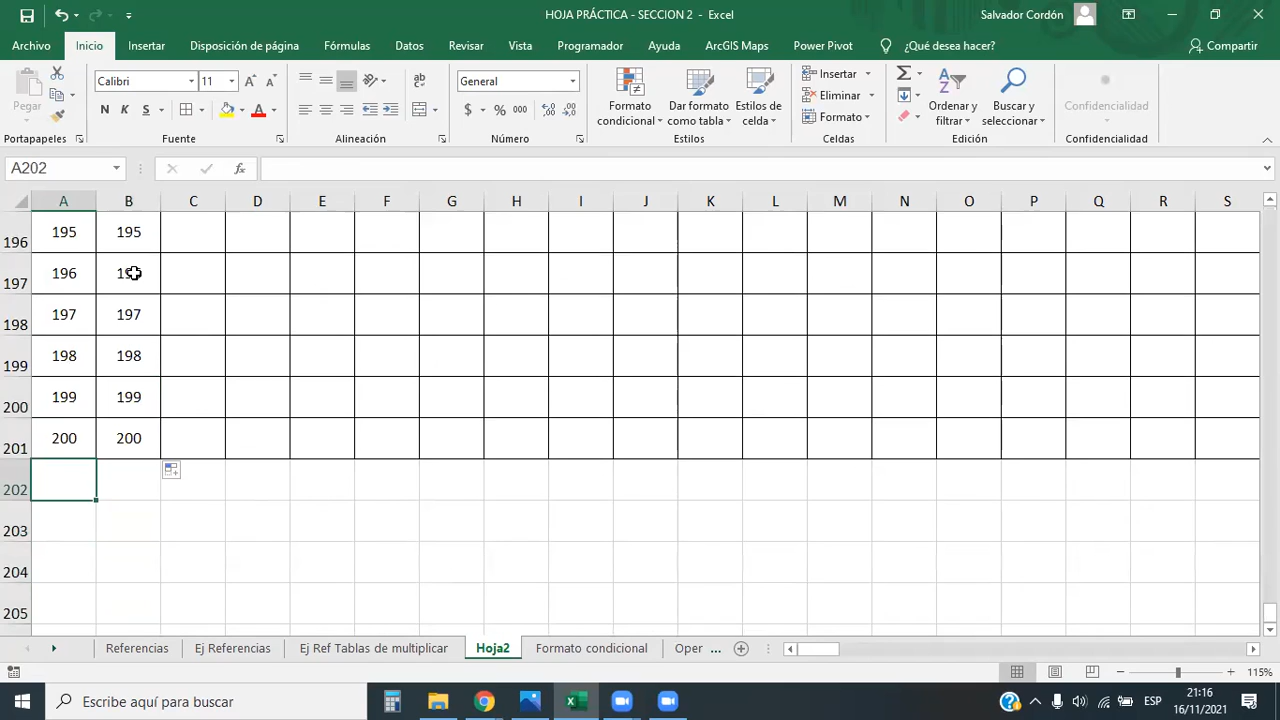 HOJA PRÁCTICA - SECCION 2 - Excel
Salvador Cordón
Archivo Inicio Insertar Disposición de página Fórmulas Datos Revisar Vista Programador Ayuda ArcGIS Maps Power Pivot ¿Qué desea hacer? Compartir
Pegar
Calibri 11
N K S
General
$ % 000
Formato condicional
Dar formato como tabla
Estilos de celda
Insertar
Eliminar
Formato
Ordenar y filtrar
Buscar y seleccionar
Confidencialidad
Portapapeles Fuente Alineación Número Estilos Celdas Edición Confidencialidad
A202 fx
A B C D E F G H I J K L M N O P Q R S
196 195 195
197 196
198 197 197
199 198 198
200 199 199
201 200 200
202
203
204
205
Referencias Ej Referencias Ej Ref Tablas de multiplicar Hoja2 Formato condicional Oper ...
115%
Escribe aquí para buscar
ESP
21:16
16/11/2021